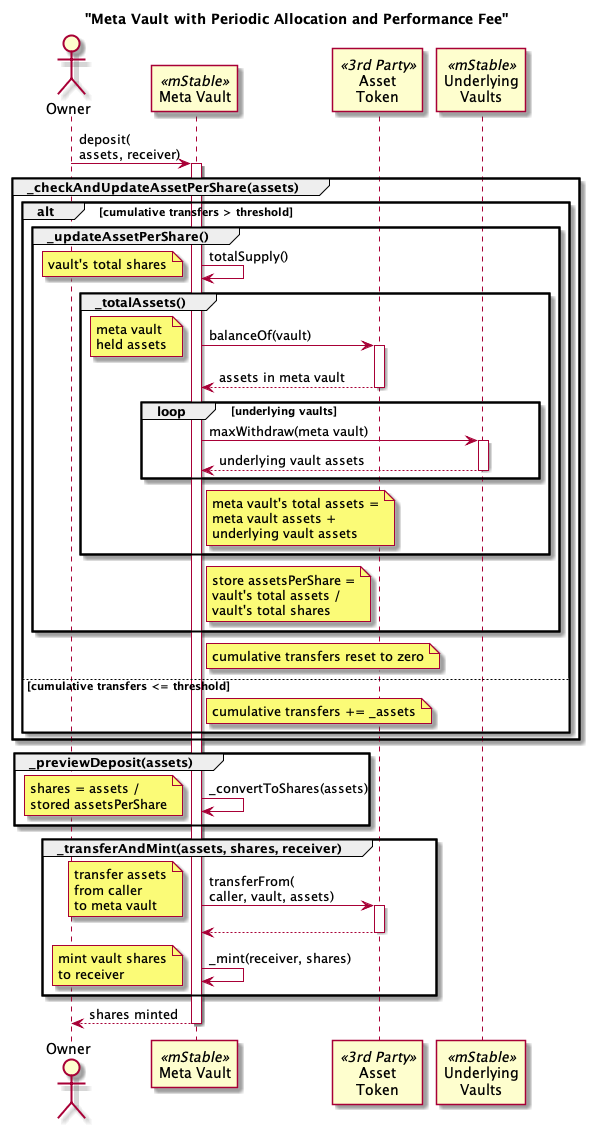 "Meta Vault with Periodic Allocation and Performance Fee"
Owner
«mStable»
Meta Vault
«3rd Party»
Asset
Token
«mStable»
Underlying
Vaults
deposit(
assets, receiver)
_checkAndUpdateAssetPerShare(assets)
alt [cumulative transfers > threshold]
_updateAssetPerShare()
vault's total shares
totalSupply()
_totalAssets()
meta vault
held assets
balanceOf(vault)
assets in meta vault
loop [underlying vaults]
maxWithdraw(meta vault)
underlying vault assets
meta vault's total assets =
meta vault assets +
underlying vault assets
store assetsPerShare =
vault's total assets /
vault's total shares
cumulative transfers reset to zero
[cumulative transfers <= threshold]
cumulative transfers += _assets
_previewDeposit(assets)
shares = assets /
stored assetsPerShare
_convertToShares(assets)
_transferAndMint(assets, shares, receiver)
transfer assets
from caller
to meta vault
transferFrom(
caller, vault, assets)
mint vault shares
to receiver
_mint(receiver, shares)
shares minted
Owner
«mStable»
Meta Vault
«3rd Party»
Asset
Token
«mStable»
Underlying
Vaults